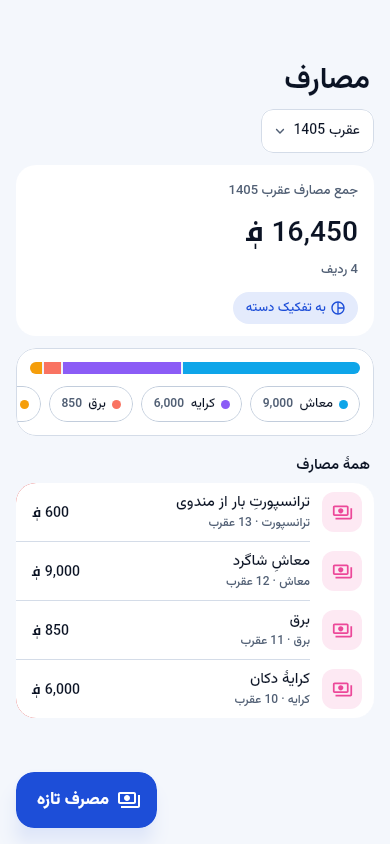 مصارف
عقرب 1405
جمع مصارف عقرب 1405
16,450 ؋
4 ردیف
به تفکیک دسته
معاش 9,000
کرایه 6,000
برق 850
همهٔ مصارف
ترانسپورتِ بار از مندوی
600 ؋
ترانسپورت · 13 عقرب
معاشِ شاگرد
9,000 ؋
معاش · 12 عقرب
برق
850 ؋
برق · 11 عقرب
کرایهٔ دکان
6,000 ؋
کرایه · 10 عقرب
مصرف تازه